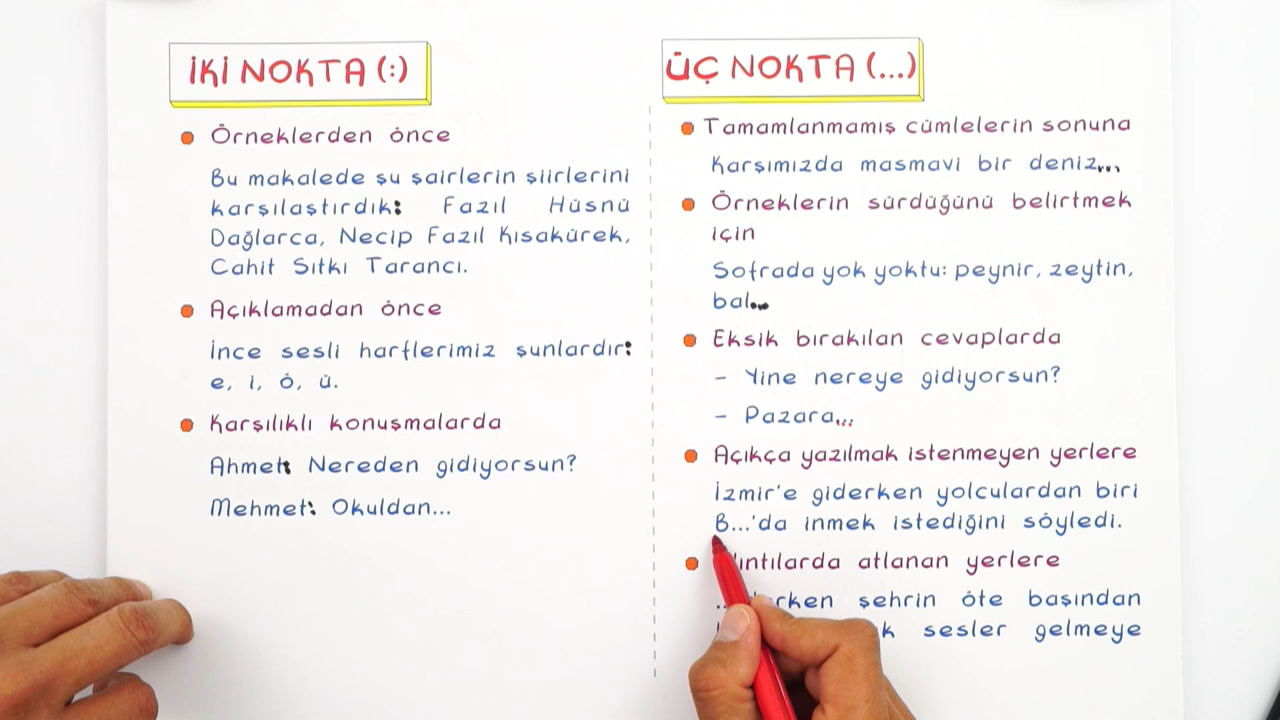 İKİ NOKTA (:)
Örneklerden önce
Bu makalede şu şairlerin şiirlerini
karşılaştırdık: Fazıl Hüsnü
Dağlarca, Necip Fazıl Kısakürek,
Cahit Sıtkı Tarancı.
Açıklamadan önce
İnce sesli harflerimiz şunlardır:
e, i, ö, ü.
Karşılıklı konuşmalarda
Ahmet: Nereden gidiyorsun?
Mehmet: Okuldan...
ÜÇ NOKTA (...)
Tamamlanmamış cümlelerin sonuna
Karşımızda masmavi bir deniz...
Örneklerin sürdüğünü belirtmek
için
Sofrada yok yoktu: peynir, zeytin,
bal...
Eksik bırakılan cevaplarda
- Yine nereye gidiyorsun?
- Pazara...
Açıkça yazılmak istenmeyen yerlere
İzmir'e giderken yolculardan biri
B...'da inmek istediğini söyledi.
atlanan yerlere
şehrin öte başından
sesler gelmeye